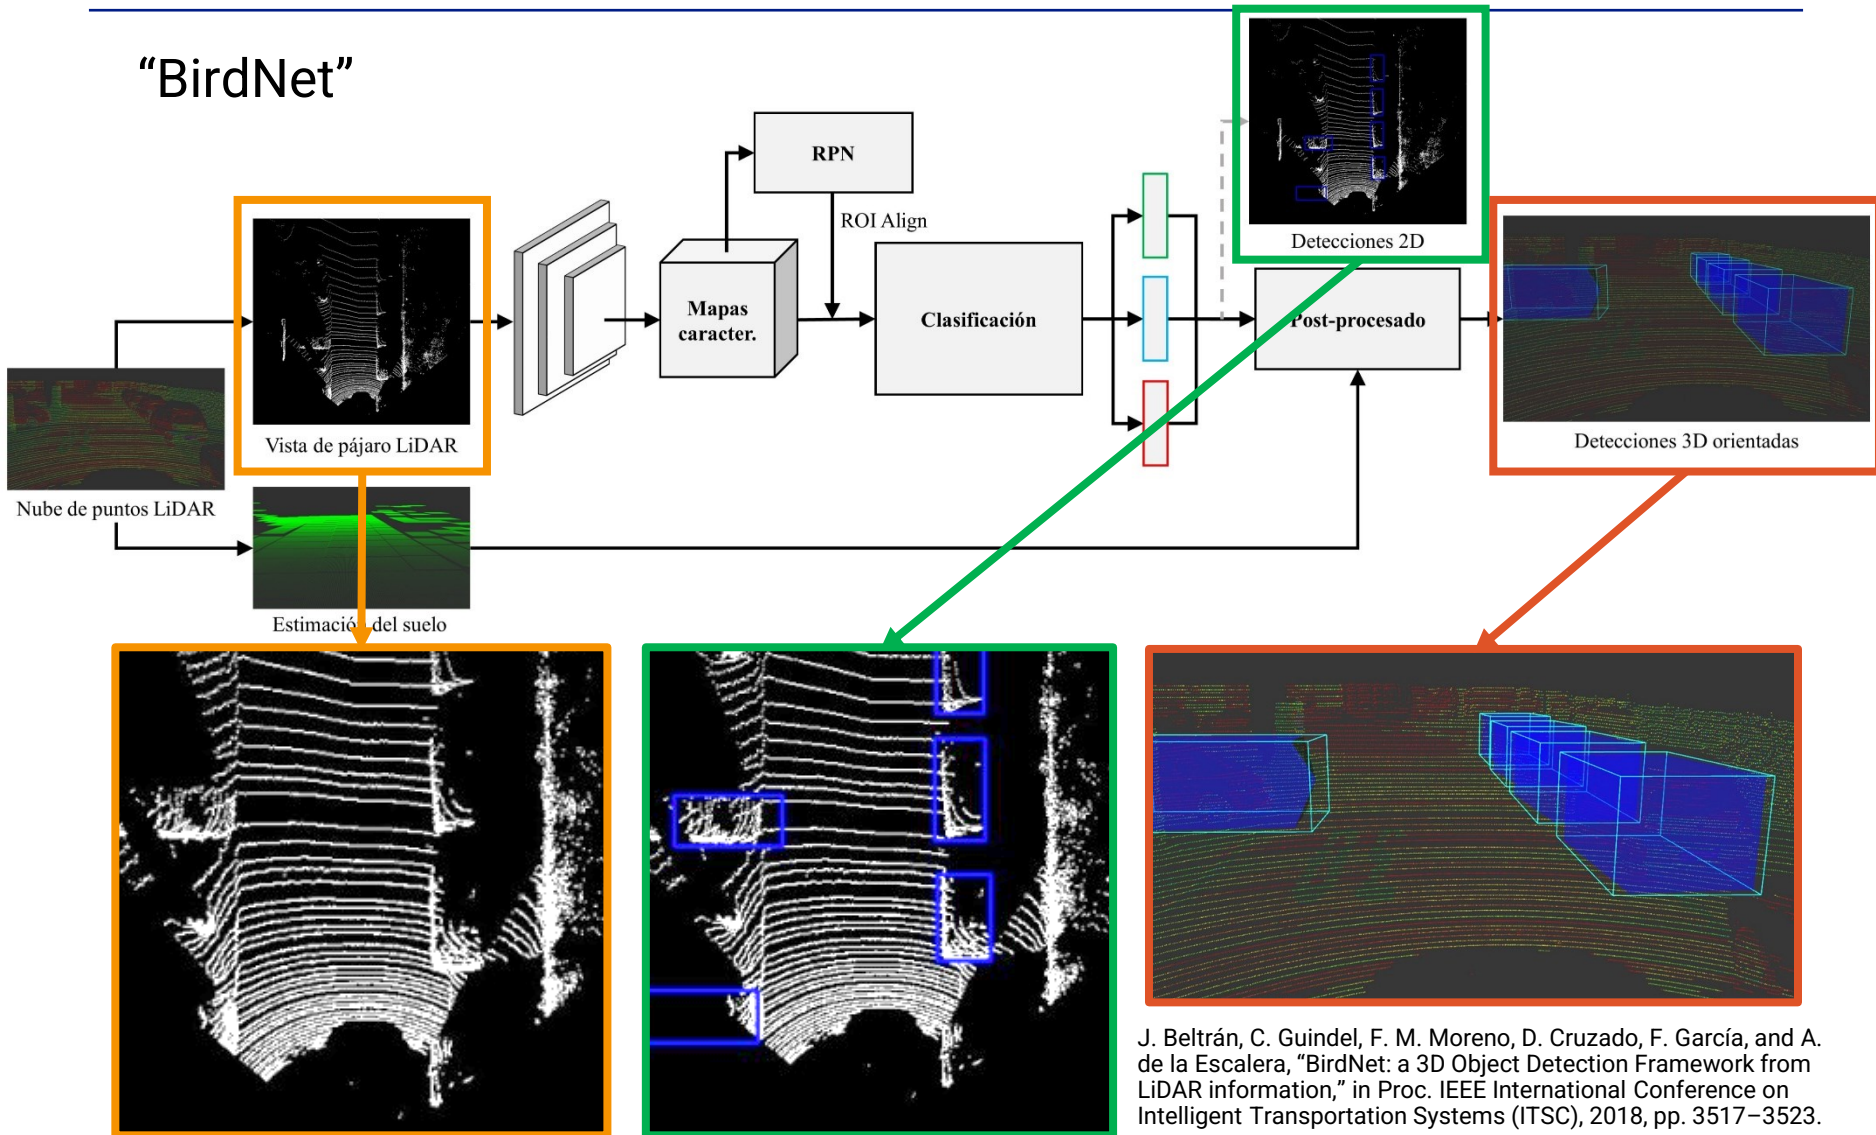 “BirdNet”
RPN
ROI Align
Detecciones 2D
Mapas
caracter.
Clasificación
Post-procesado
Vista de pájaro LiDAR
Detecciones 3D orientadas
Nube de puntos LiDAR
Estimación del suelo
J. Beltrán, C. Guindel, F. M. Moreno, D. Cruzado, F. García, and A.
de la Escalera, “BirdNet: a 3D Object Detection Framework from
LiDAR information,” in Proc. IEEE International Conference on
Intelligent Transportation Systems (ITSC), 2018, pp. 3517–3523.